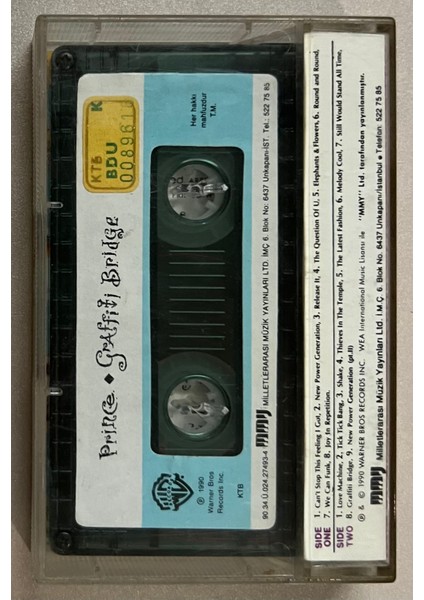 KTB K
BDU
008961
Prince • Graffiti Bridge
Her hakkı
mahfuzdur
T.M.
WB
℗ 1990
Warner Bros
Records Inc.
KTB
90.34.Ü.024.27493-4 MMY MİLLETLERARASI MÜZİK YAYINLARI LTD. İMÇ 6. Blok No: 6437 Unkapanı-İST. Tel.: 522 75 85
SIDE ONE 1. Can't Stop This Feeling I Got, 2. New Power Generation, 3. Release It, 4. The Question Of U, 5. Elephants & Flowers, 6. Round and Round,
7. We Can Funk, 8. Joy In Repetition.
SIDE TWO 1. Love Machine, 2. Tick Tick Bang, 3. Shake, 4. Thieves In The Temple, 5. The Latest Fashion, 6. Melody Cool, 7. Still Would Stand All Time,
8. Graffiti Bridge, 9. New Power Generation (pt.II)
℗ & © 1990 WARNER BROS RECORDS INC. WEA International Music Lisansı ile "MMY" Ltd. tarafından yayınlanmıştır.
MMY Milletlerarası Müzik Yayınları Ltd. İ.M.Ç. 6. Blok No: 6437 Unkapanı/İstanbul • Telefon: 522 75 85